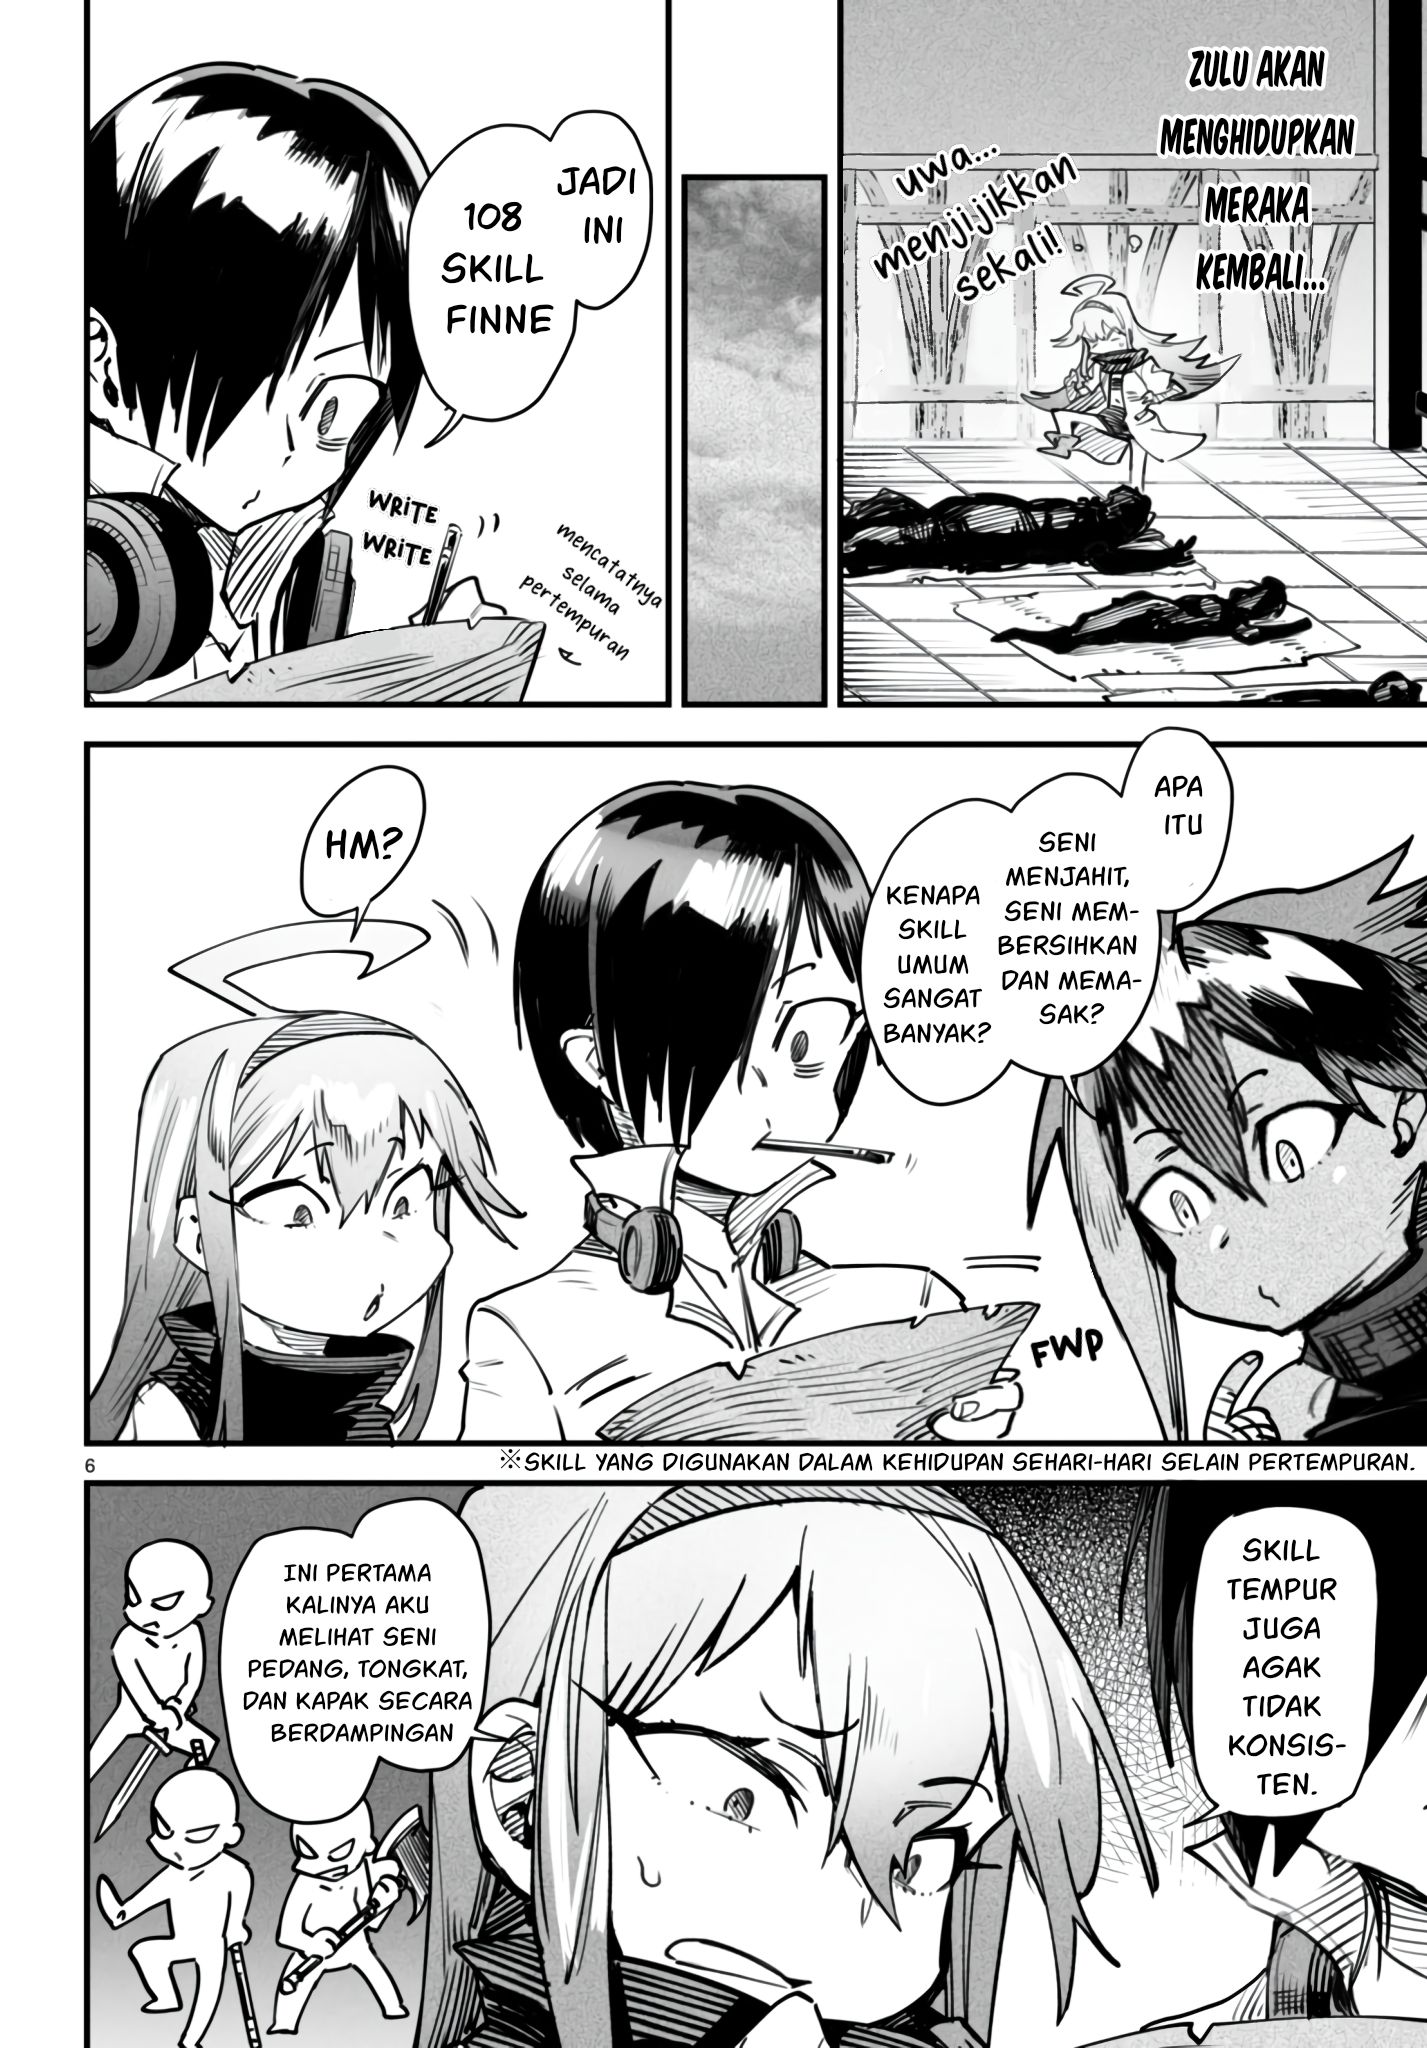 ZULU AKAN
MENGHIDUPKAN
MERAKA
KEMBALI...
uwa...
menjijikkan
sekali!
JADI
INI
108
SKILL
FINNE
WRITE
WRITE
mencatatnya
selama
pertempuran
APA
ITU
SENI
MENJAHIT,
SENI MEM-
BERSIHKAN
DAN MEMA-
SAK?
KENAPA
SKILL
UMUM
SANGAT
BANYAK?
HM?
FWP
※SKILL YANG DIGUNAKAN DALAM KEHIDUPAN SEHARI-HARI SELAIN PERTEMPURAN.
6
SKILL
TEMPUR
JUGA
AGAK
TIDAK
KONSIS-
TEN.
INI PERTAMA
KALINYA AKU
MELIHAT SENI
PEDANG, TONGKAT,
DAN KAPAK SECARA
BERDAMPINGAN